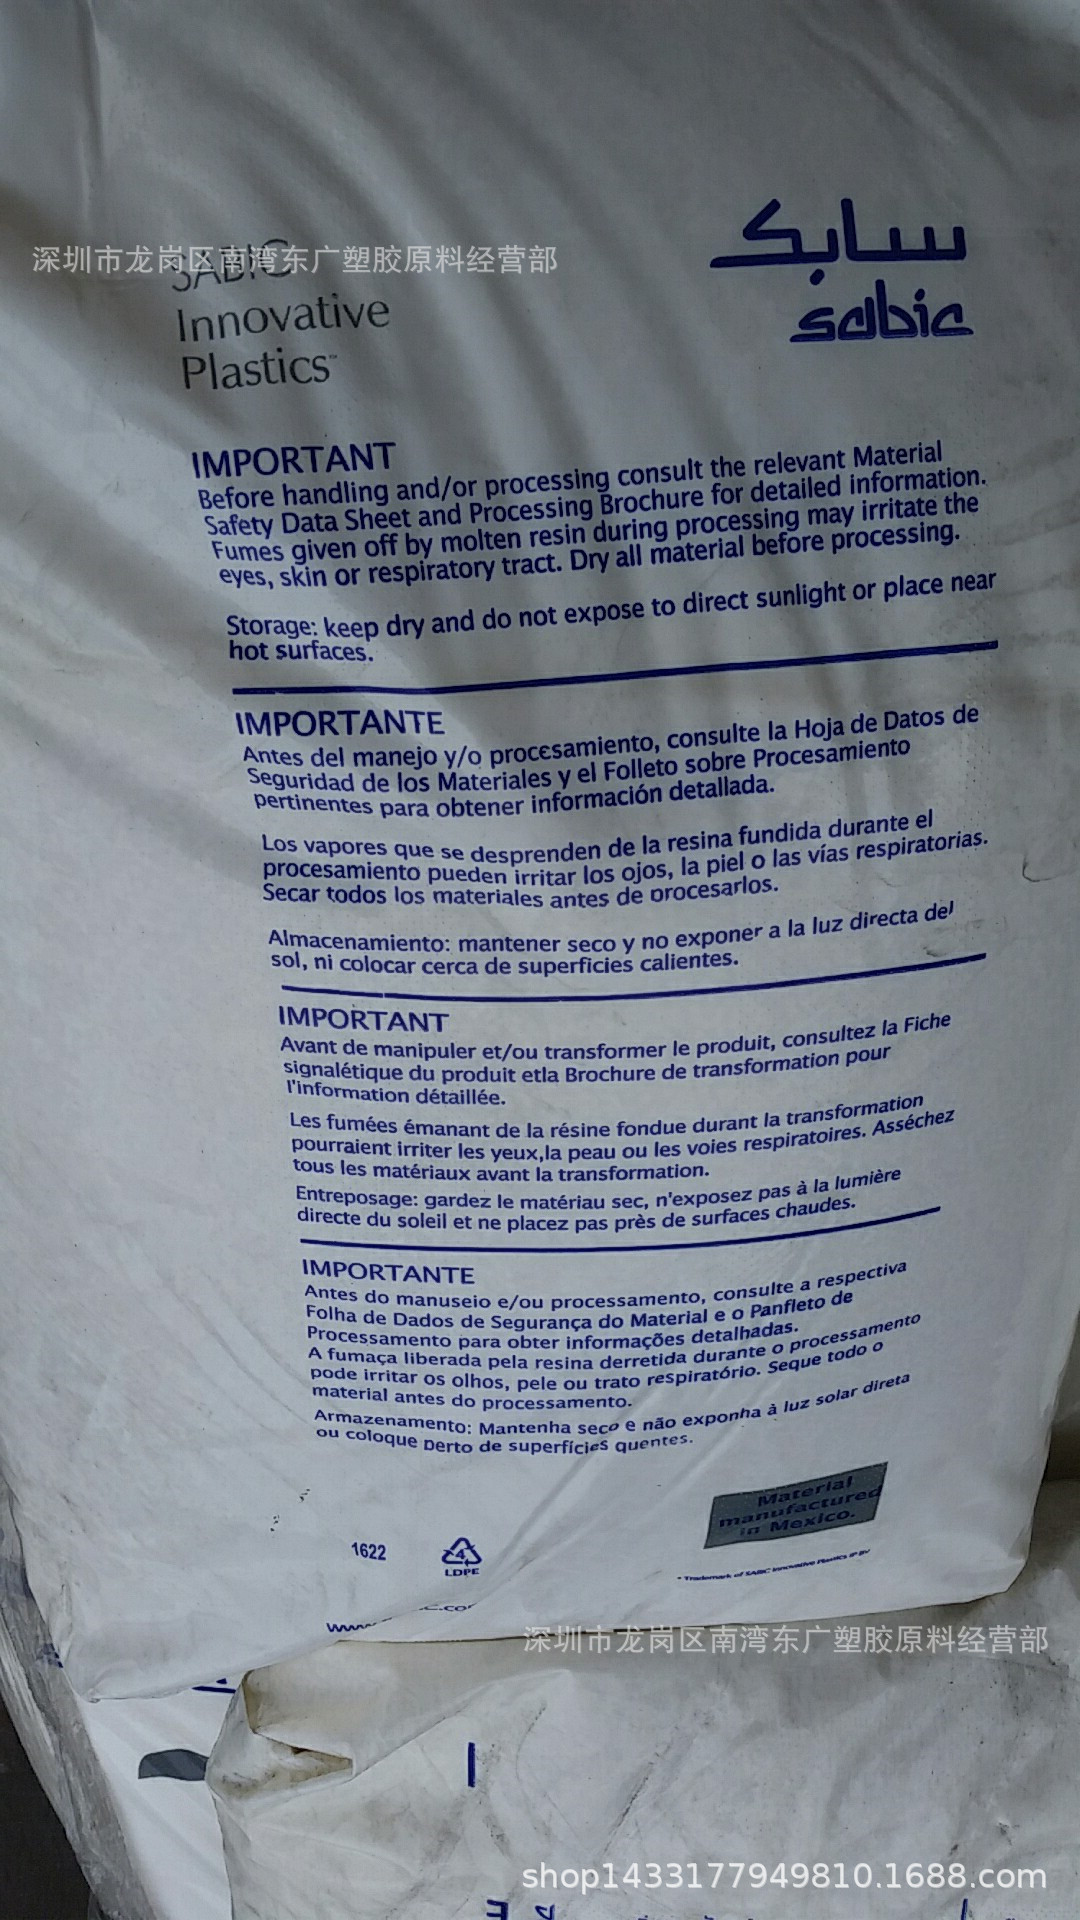 سابك
sabic
深圳市龙岗区南湾东广塑胶原料经营部
SABIC
Innovative
Plastics™
IMPORTANT
Before handling and/or processing consult the relevant Material
Safety Data Sheet and Processing Brochure for detailed information.
Fumes given off by molten resin during processing may irritate the
eyes, skin or respiratory tract. Dry all material before processing.
Storage: keep dry and do not expose to direct sunlight or place near
hot surfaces.
IMPORTANTE
Antes del manejo y/o procesamiento, consulte la Hoja de Datos de
Seguridad de los Materiales y el Folleto sobre Procesamiento
pertinentes para obtener información detallada.
Los vapores que se desprenden de la resina fundida durante el
procesamiento pueden irritar los ojos, la piel o las vías respiratorias.
Secar todos los materiales antes de procesarlos.
Almacenamiento: mantener seco y no exponer a la luz directa del
sol, ni colocar cerca de superficies calientes.
IMPORTANT
Avant de manipuler et/ou transformer le produit, consultez la Fiche
signalétique du produit etla Brochure de transformation pour
l'information détaillée.
Les fumées émanant de la résine fondue durant la transformation
pourraient irriter les yeux,la peau ou les voies respiratoires. Asséchez
tous les matériaux avant la transformation.
Entreposage: gardez le matériau sec, n'exposez pas à la lumière
directe du soleil et ne placez pas près de surfaces chaudes.
IMPORTANTE
Antes do manuseio e/ou processamento, consulte a respectiva
Folha de Dados de Segurança do Material e o Panfleto de
Processamento para obter informações detalhadas.
A fumaça liberada pela resina derretida durante o processamento
pode irritar os olhos, pele ou trato respiratório. Seque todo o
material antes do processamento.
Armazenamento: Mantenha seco e não exponha à luz solar direta
ou coloque perto de superfícies quentes.
Material
manufactured
in Mexico.
1622
4
LDPE
* Trademark of SABIC Innovative Plastics IP BV
深圳市龙岗区南湾东广塑胶原料经营部
shop1433177949810.1688.com